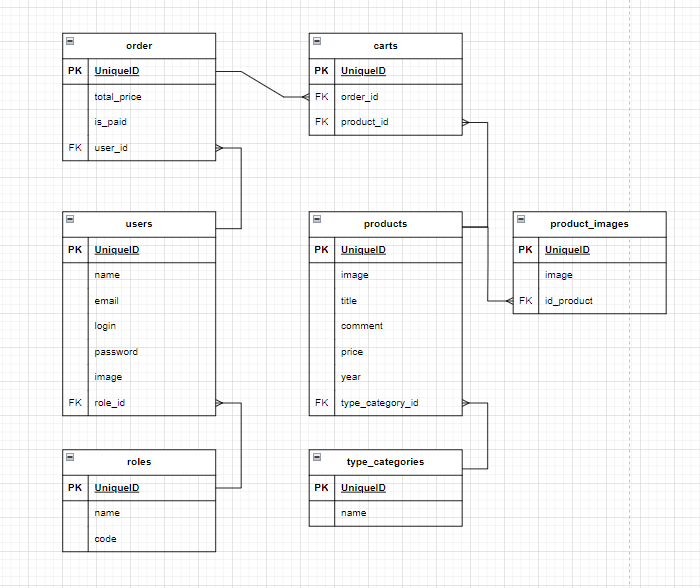 order
PK UniqueID
total_price
is_paid
FK user_id
carts
PK UniqueID
FK order_id
FK product_id
users
PK UniqueID
name
email
login
password
image
FK role_id
products
PK UniqueID
image
title
comment
price
year
FK type_category_id
product_images
PK UniqueID
image
FK id_product
roles
PK UniqueID
name
code
type_categories
PK UniqueID
name